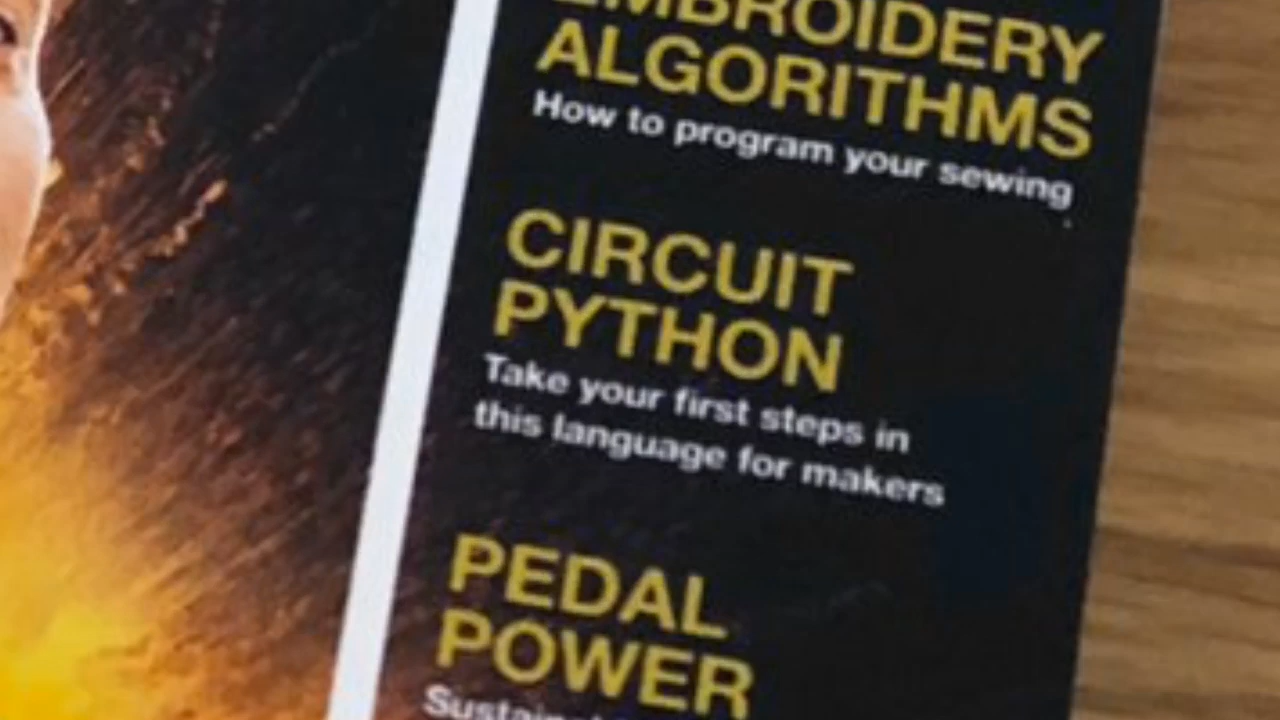 EMBROIDERY
ALGORITHMS
How to program your sewing
CIRCUIT
PYTHON
Take your first steps in
this language for makers
PEDAL
POWER